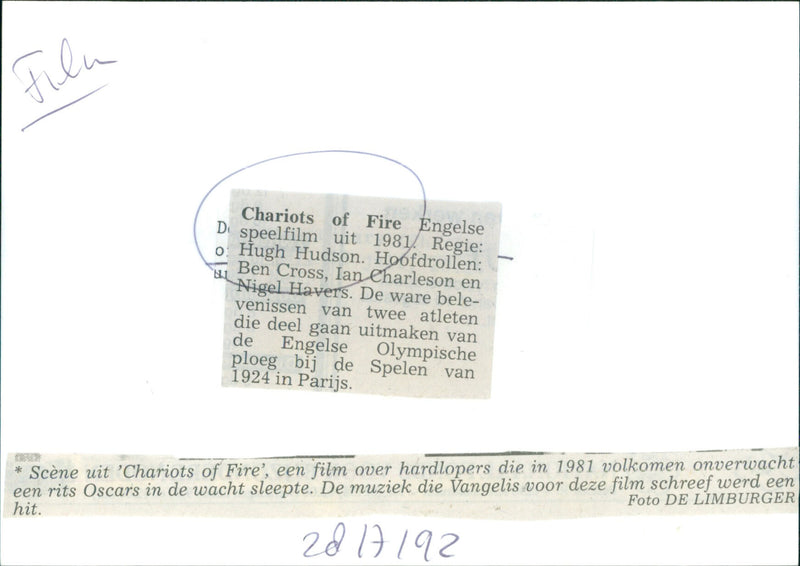 Film
Chariots of Fire Engelse
speelfilm uit 1981. Regie:
Hugh Hudson. Hoofdrollen:
Ben Cross, Ian Charleson en
Nigel Havers. De ware bele-
venissen van twee atleten
die deel gaan uitmaken van
de Engelse Olympische
ploeg bij de Spelen van
1924 in Parijs.
* Scène uit 'Chariots of Fire', een film over hardlopers die in 1981 volkomen onverwacht
een rits Oscars in de wacht sleepte. De muziek die Vangelis voor deze film schreef werd een
hit.
Foto DE LIMBURGER
28/7/92